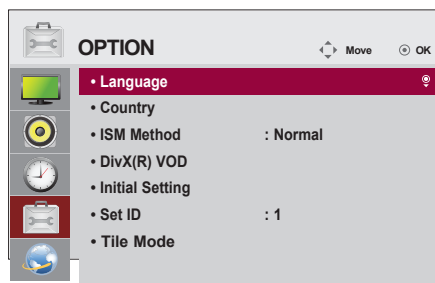 OPTION
Move OK
• Language
• Country
• ISM Method : Normal
• DivX(R) VOD
• Initial Setting
• Set ID : 1
• Tile Mode